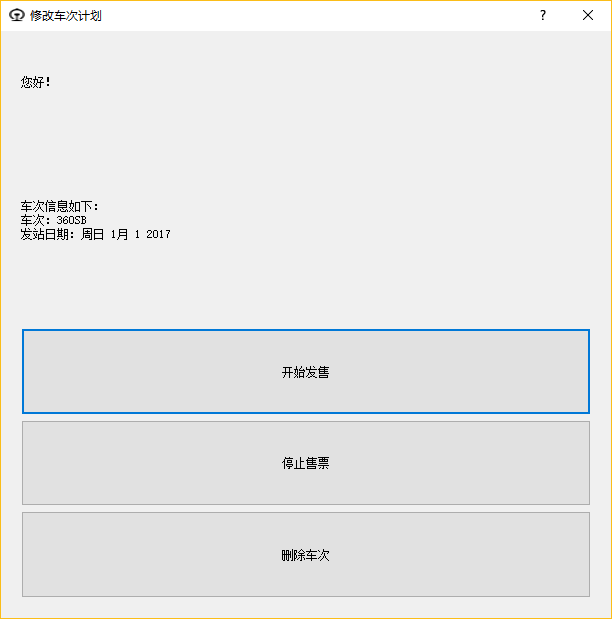 修改车次计划
?
您好！
车次信息如下：
车次：360SB
发站日期：周日 1月 1 2017
开始发售
停止售票
删除车次